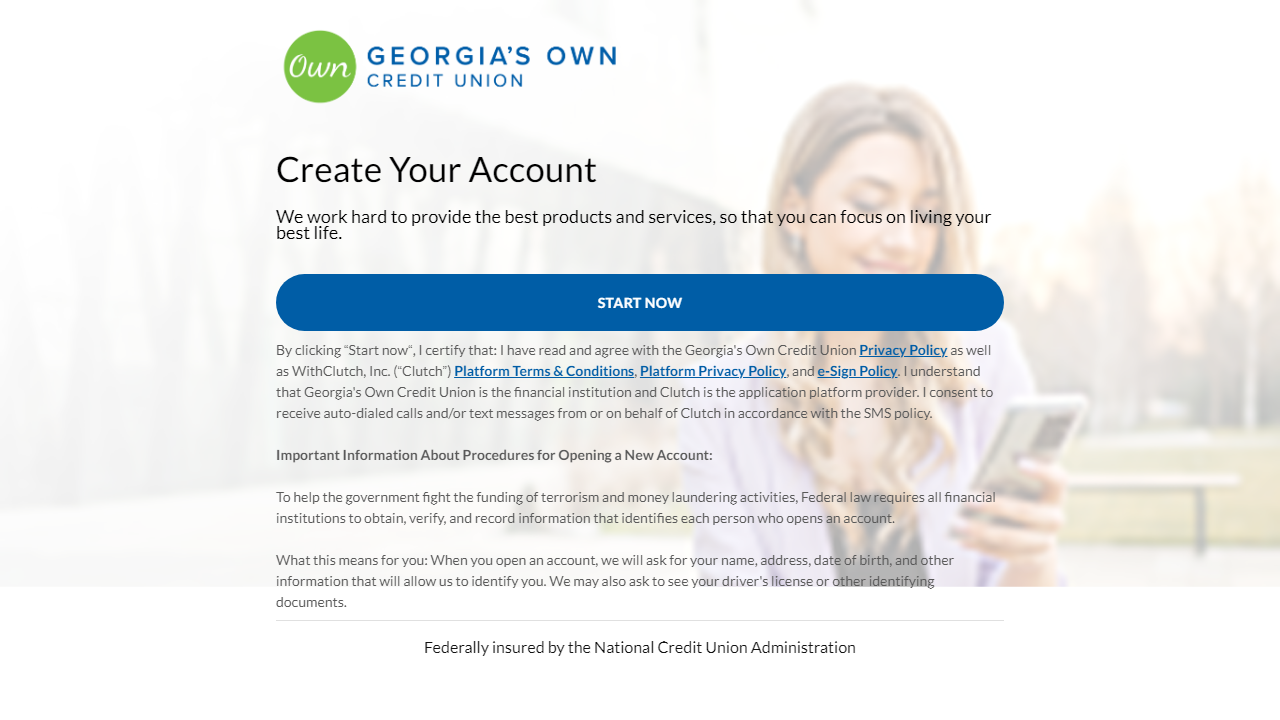 Own
GEORGIA'S OWN
CREDIT UNION
Create Your Account
We work hard to provide the best products and services, so that you can focus on living your
best life.
START NOW
By clicking “Start now“, I certify that: I have read and agree with the Georgia's Own Credit Union Privacy Policy as well
as WithClutch, Inc. (“Clutch”) Platform Terms & Conditions, Platform Privacy Policy, and e-Sign Policy. I understand
that Georgia's Own Credit Union is the financial institution and Clutch is the application platform provider. I consent to
receive auto-dialed calls and/or text messages from or on behalf of Clutch in accordance with the SMS policy.
Important Information About Procedures for Opening a New Account:
To help the government fight the funding of terrorism and money laundering activities, Federal law requires all financial
institutions to obtain, verify, and record information that identifies each person who opens an account.
What this means for you: When you open an account, we will ask for your name, address, date of birth, and other
information that will allow us to identify you. We may also ask to see your driver's license or other identifying
documents.
Federally insured by the National Credit Union Administration